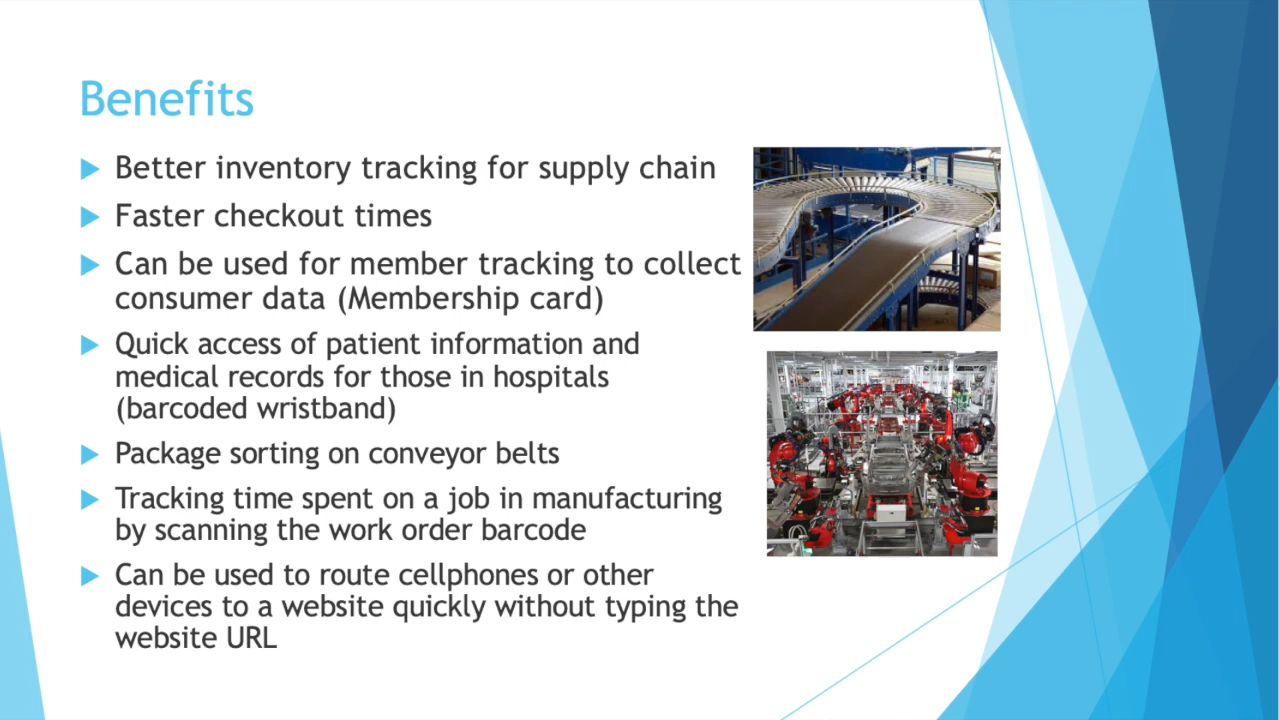 Benefits
Better inventory tracking for supply chain
Faster checkout times
Can be used for member tracking to collect
consumer data (Membership card)
Quick access of patient information and
medical records for those in hospitals
(barcoded wristband)
Package sorting on conveyor belts
Tracking time spent on a job in manufacturing
by scanning the work order barcode
Can be used to route cellphones or other
devices to a website quickly without typing the
website URL